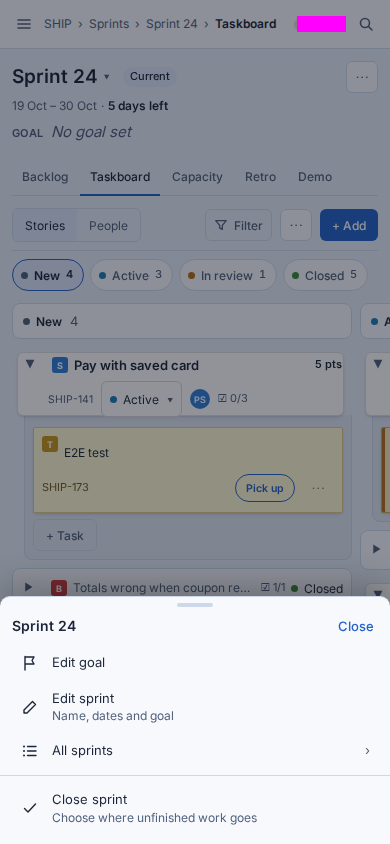 SHIP › Sprints › Sprint 24 › Taskboard
Sprint 24 ▾ Current ···
19 Oct – 30 Oct · 5 days left
GOAL No goal set
Backlog Taskboard Capacity Retro Demo
Stories People Filter ··· + Add
New 4 Active 3 In review 1 Closed 5
New 4
S Pay with saved card 5 pts
SHIP-141 Active ▾ PS ☑ 0/3
T E2E test
SHIP-173 Pick up ···
+ Task
B Totals wrong when coupon re… ☑ 1/1 Closed
Sprint 24 Close
Edit goal
Edit sprint
Name, dates and goal
All sprints ›
Close sprint
Choose where unfinished work goes